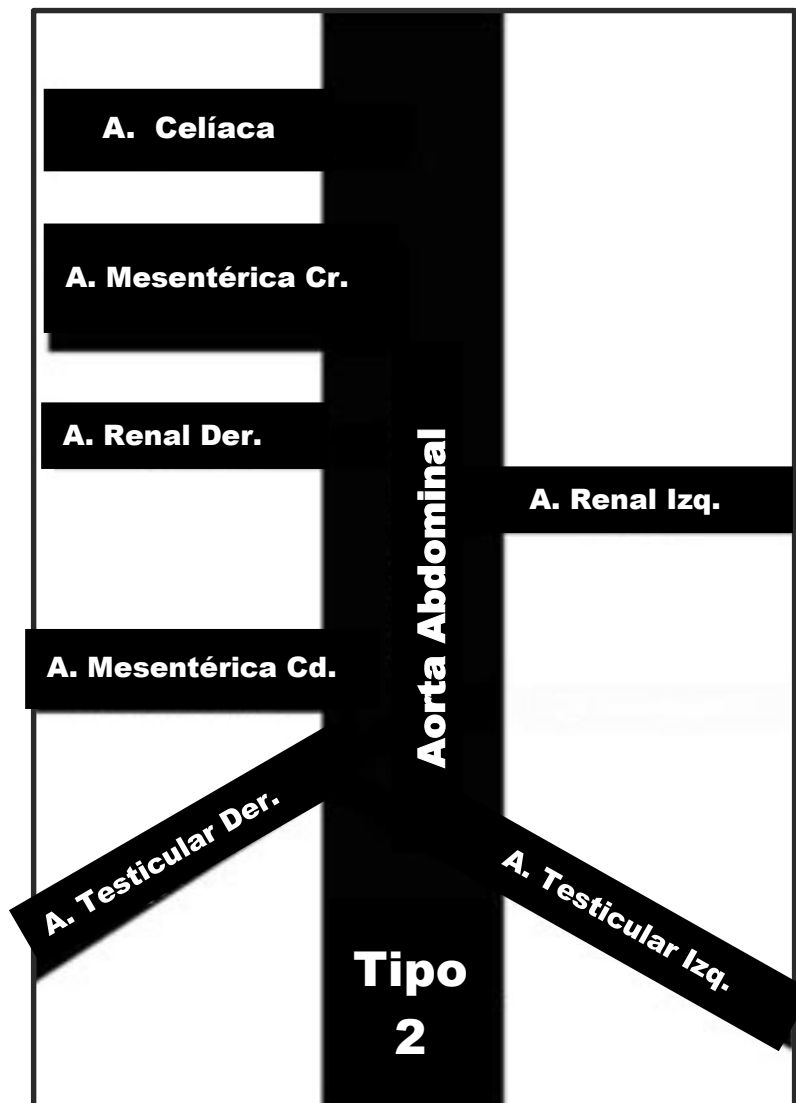 A. Celíaca
A. Mesentérica Cr.
A. Renal Der.
A. Renal Izq.
Aorta Abdominal
A. Mesentérica Cd.
A. Testicular Der.
A. Testicular Izq.
Tipo
2